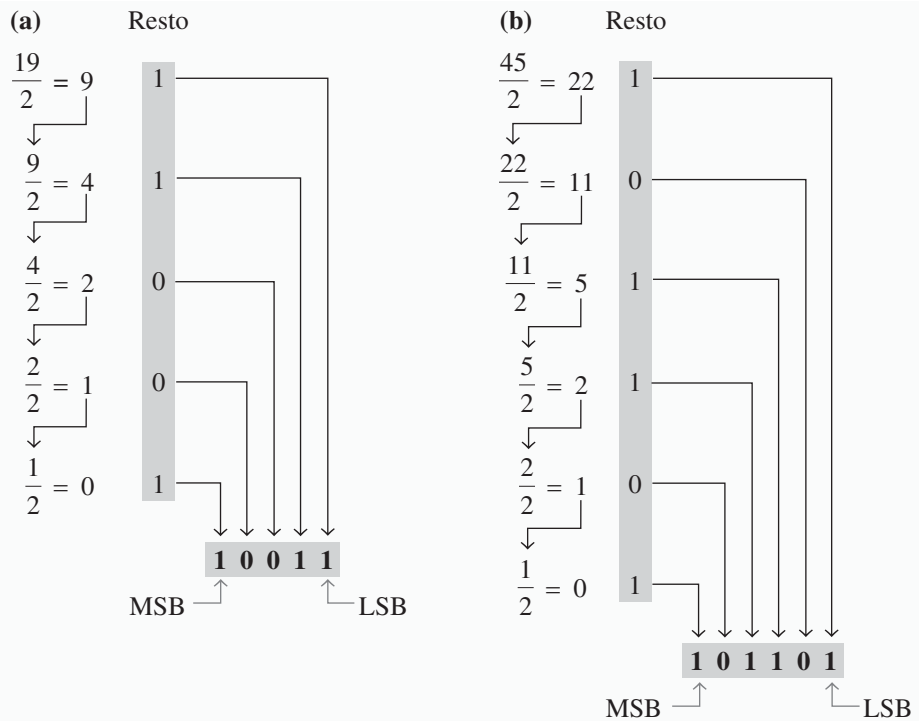 (a) Resto
19/2 = 9 1
9/2 = 4 1
4/2 = 2 0
2/2 = 1 0
1/2 = 0 1
1 0 0 1 1
MSB LSB
(b) Resto
45/2 = 22 1
22/2 = 11 0
11/2 = 5 1
5/2 = 2 1
2/2 = 1 0
1/2 = 0 1
1 0 1 1 0 1
MSB LSB